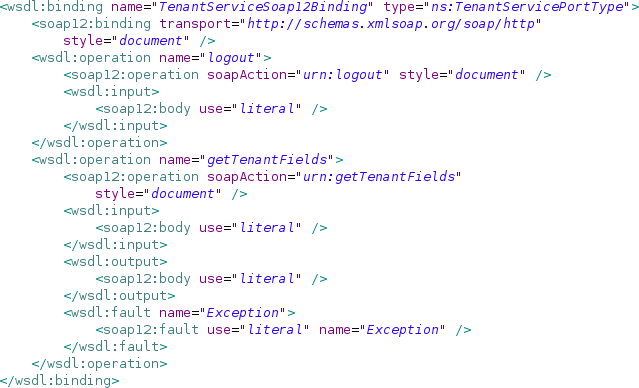 <wsdl:binding name="TenantServiceSoap12Binding" type="ns:TenantServicePortType">
    <soap12:binding transport="http://schemas.xmlsoap.org/soap/http"
        style="document" />
    <wsdl:operation name="logout">
        <soap12:operation soapAction="urn:logout" style="document" />
        <wsdl:input>
            <soap12:body use="literal" />
        </wsdl:input>
    </wsdl:operation>
    <wsdl:operation name="getTenantFields">
        <soap12:operation soapAction="urn:getTenantFields"
            style="document" />
        <wsdl:input>
            <soap12:body use="literal" />
        </wsdl:input>
        <wsdl:output>
            <soap12:body use="literal" />
        </wsdl:output>
        <wsdl:fault name="Exception">
            <soap12:fault use="literal" name="Exception" />
        </wsdl:fault>
    </wsdl:operation>
</wsdl:binding>